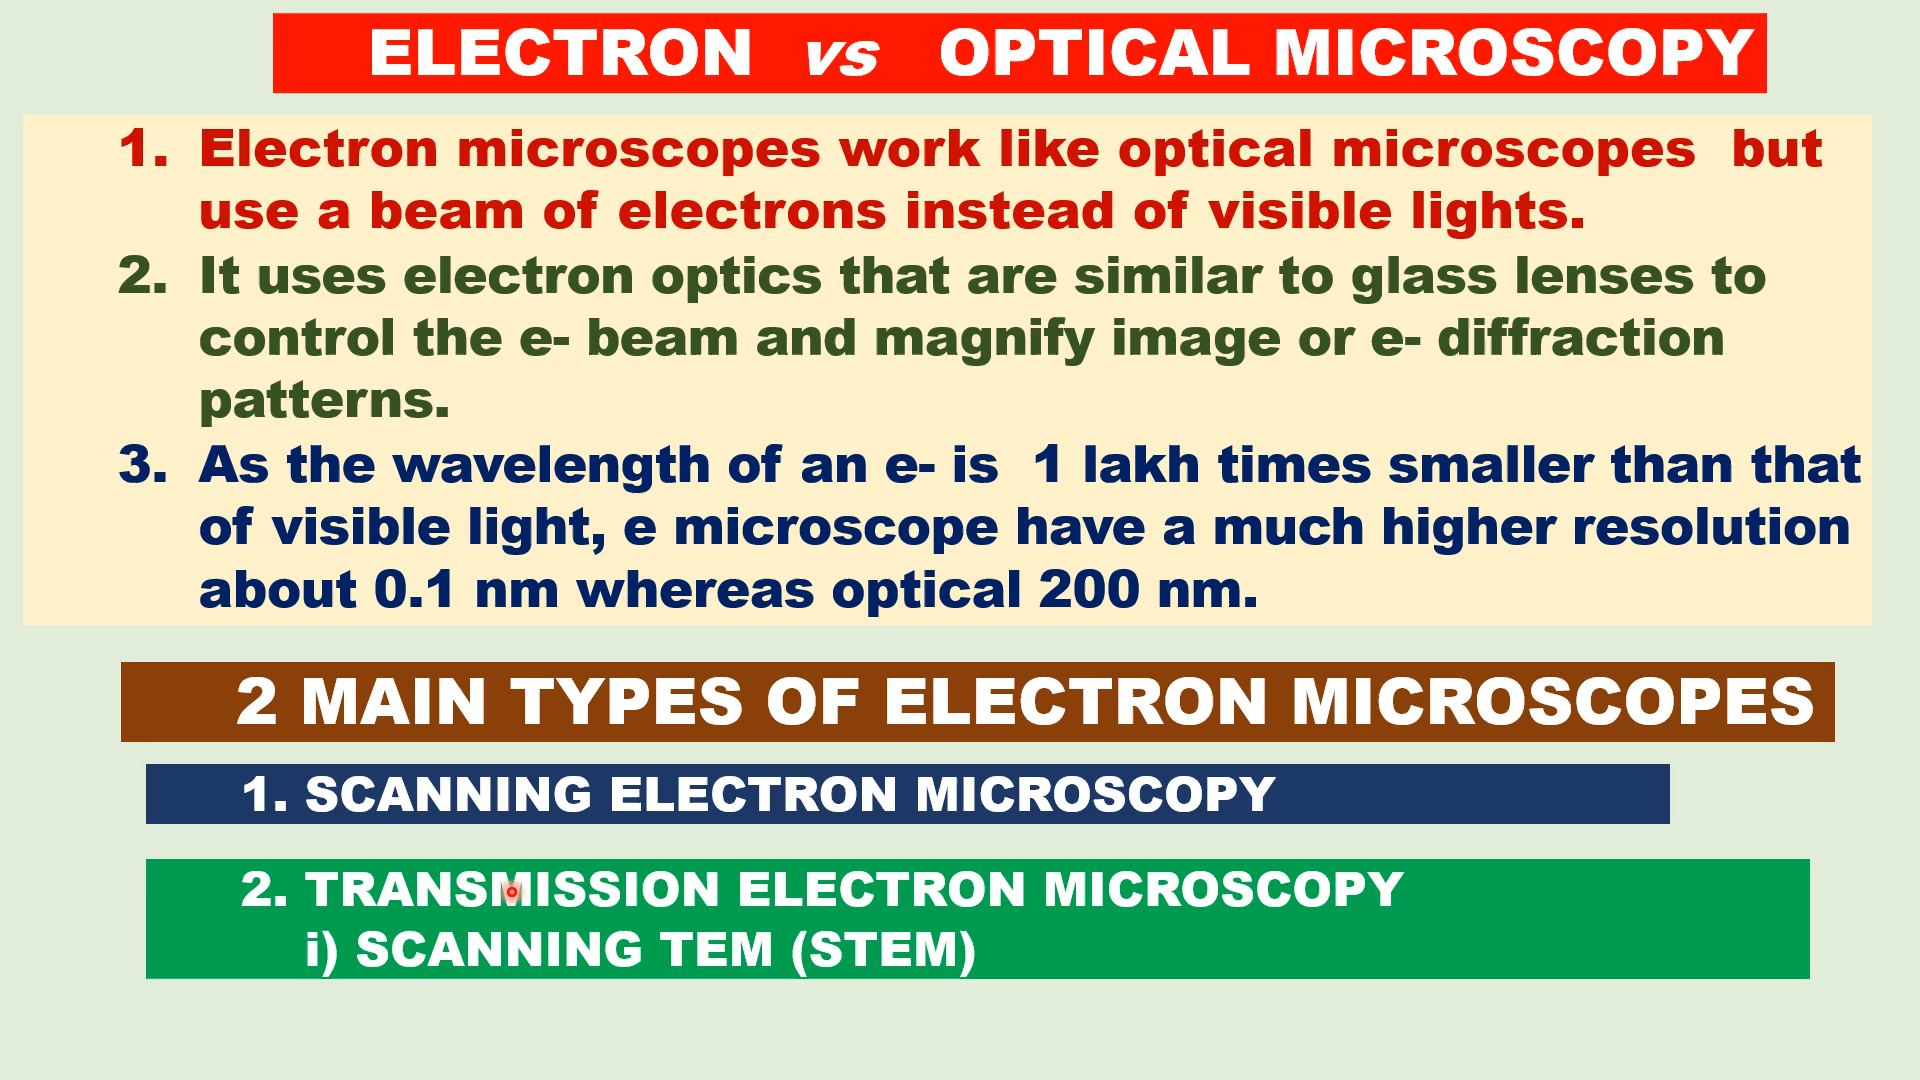 ELECTRON vs OPTICAL MICROSCOPY
1. Electron microscopes work like optical microscopes but
use a beam of electrons instead of visible lights.
2. It uses electron optics that are similar to glass lenses to
control the e- beam and magnify image or e- diffraction
patterns.
3. As the wavelength of an e- is 1 lakh times smaller than that
of visible light, e microscope have a much higher resolution
about 0.1 nm whereas optical 200 nm.
2 MAIN TYPES OF ELECTRON MICROSCOPES
1. SCANNING ELECTRON MICROSCOPY
2. TRANSMISSION ELECTRON MICROSCOPY
i) SCANNING TEM (STEM)